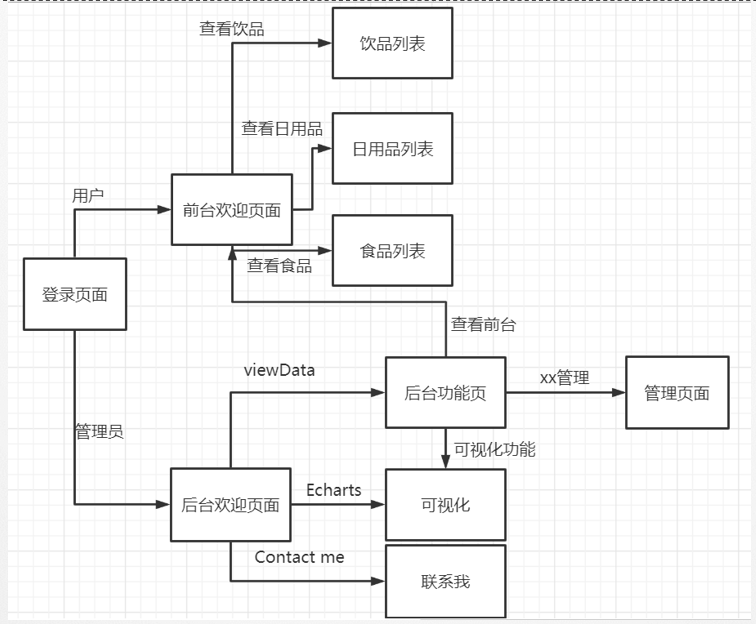 查看饮品
饮品列表
查看日用品
日用品列表
用户
前台欢迎页面
食品列表
查看食品
登录页面
查看前台
viewData
xx管理
后台功能页
管理页面
管理员
可视化功能
Echarts
后台欢迎页面
可视化
Contact me
联系我